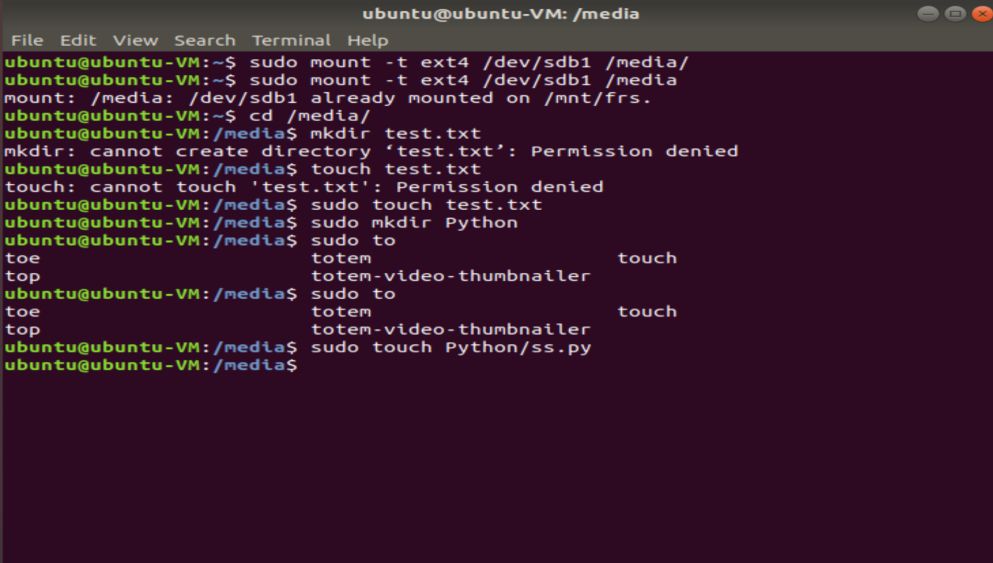 ubuntu@ubuntu-VM: /media
File Edit View Search Terminal Help
ubuntu@ubuntu-VM:~$ sudo mount -t ext4 /dev/sdb1 /media/
ubuntu@ubuntu-VM:~$ sudo mount -t ext4 /dev/sdb1 /media
mount: /media: /dev/sdb1 already mounted on /mnt/frs.
ubuntu@ubuntu-VM:~$ cd /media/
ubuntu@ubuntu-VM:/media$ mkdir test.txt
mkdir: cannot create directory ‘test.txt’: Permission denied
ubuntu@ubuntu-VM:/media$ touch test.txt
touch: cannot touch 'test.txt': Permission denied
ubuntu@ubuntu-VM:/media$ sudo touch test.txt
ubuntu@ubuntu-VM:/media$ sudo mkdir Python
ubuntu@ubuntu-VM:/media$ sudo to
toe totem touch
top totem-video-thumbnailer
ubuntu@ubuntu-VM:/media$ sudo to
toe totem touch
top totem-video-thumbnailer
ubuntu@ubuntu-VM:/media$ sudo touch Python/ss.py
ubuntu@ubuntu-VM:/media$